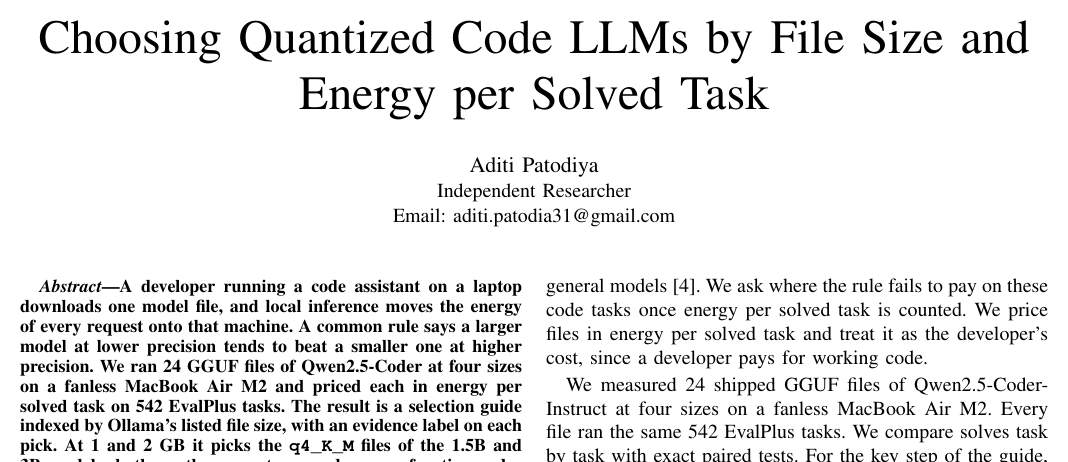 Choosing Quantized Code LLMs by File Size and
Energy per Solved Task
Aditi Patodiya
Independent Researcher
Email: aditi.patodia31@gmail.com
Abstract—A developer running a code assistant on a laptop
downloads one model file, and local inference moves the energy
of every request onto that machine. A common rule says a larger
model at lower precision tends to beat a smaller one at higher
precision. We ran 24 GGUF files of Qwen2.5-Coder at four sizes
on a fanless MacBook Air M2 and priced each in energy per
solved task on 542 EvalPlus tasks. The result is a selection guide
indexed by Ollama's listed file size, with an evidence label on each
pick. At 1 and 2 GB it picks the q4_K_M files of the 1.5B and
general models [4]. We ask where the rule fails to pay on these
code tasks once energy per solved task is counted. We price
files in energy per solved task and treat it as the developer's
cost, since a developer pays for working code.
We measured 24 shipped GGUF files of Qwen2.5-Coder-
Instruct at four sizes on a fanless MacBook Air M2. Every
file ran the same 542 EvalPlus tasks. We compare solves task
by task with exact paired tests. For the key step of the guide,